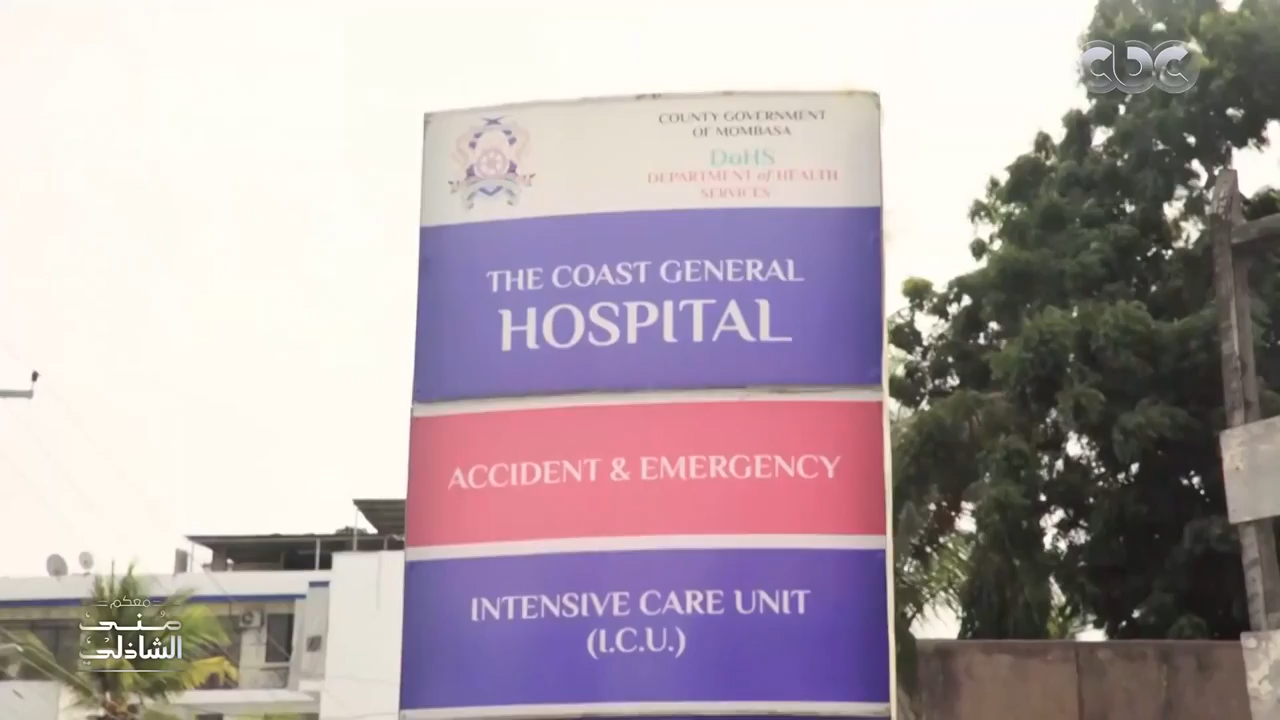 cbc
COUNTY GOVERNMENT
OF MOMBASA
DoHS
DEPARTMENT of HEALTH
SERVICES
THE COAST GENERAL
HOSPITAL
ACCIDENT & EMERGENCY
INTENSIVE CARE UNIT
(I.C.U.)
معكم
منى
الشاذلي